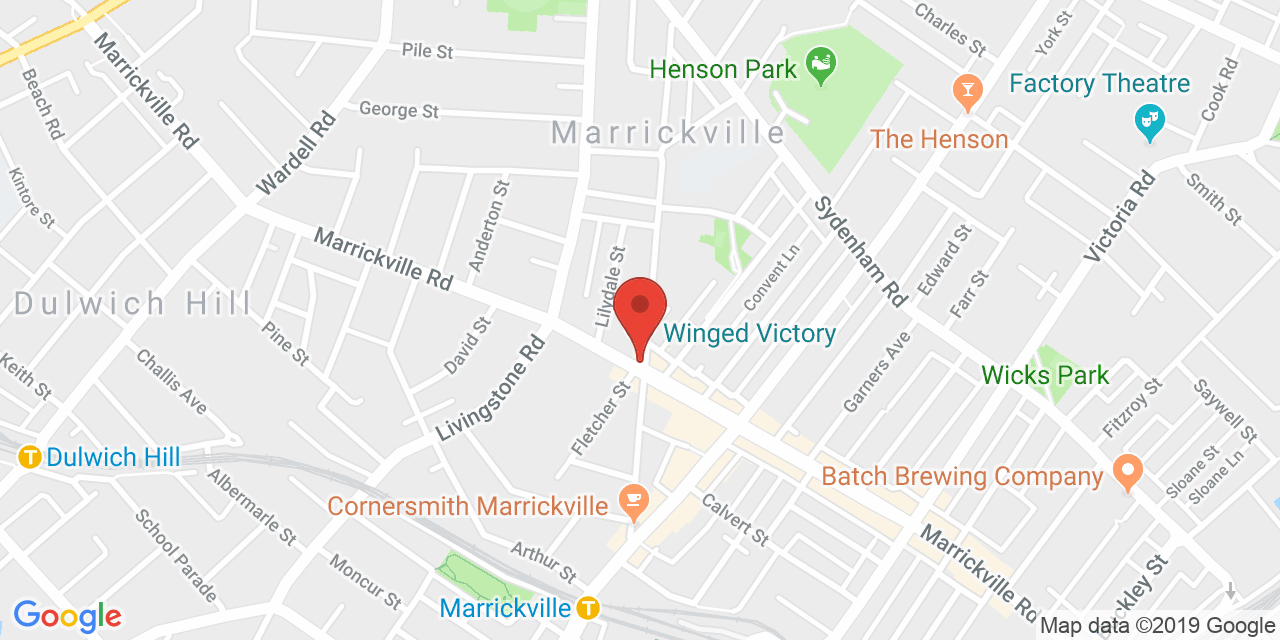 Charles St
York St
Pile St
Marrickville Rd
Henson Park
Factory Theatre
Cook Rd
Beach Rd
George St
Wardell Rd
Marrickville
The Henson
Kintore St
Anderton St
Smith St
Victoria Rd
Sydenham Rd
Marrickville Rd
Lilydale St
Convent Ln
Edward St
Farr St
Dulwich Hill
Pine St
David St
Winged Victory
Keith St
Challis Ave
Livingstone Rd
Fletcher St
Garners Ave
Wicks Park
Fitzroy St
Saywell St
T
Dulwich Hill
Batch Brewing Company
Sloane St
Sloane Ln
Albermarle St
Cornersmith Marrickville
Calvert St
School Parade
Moncur St
Arthur St
Marrickville Rd
ckley St
Marrickville
T
Google
Map data ©2019 Google